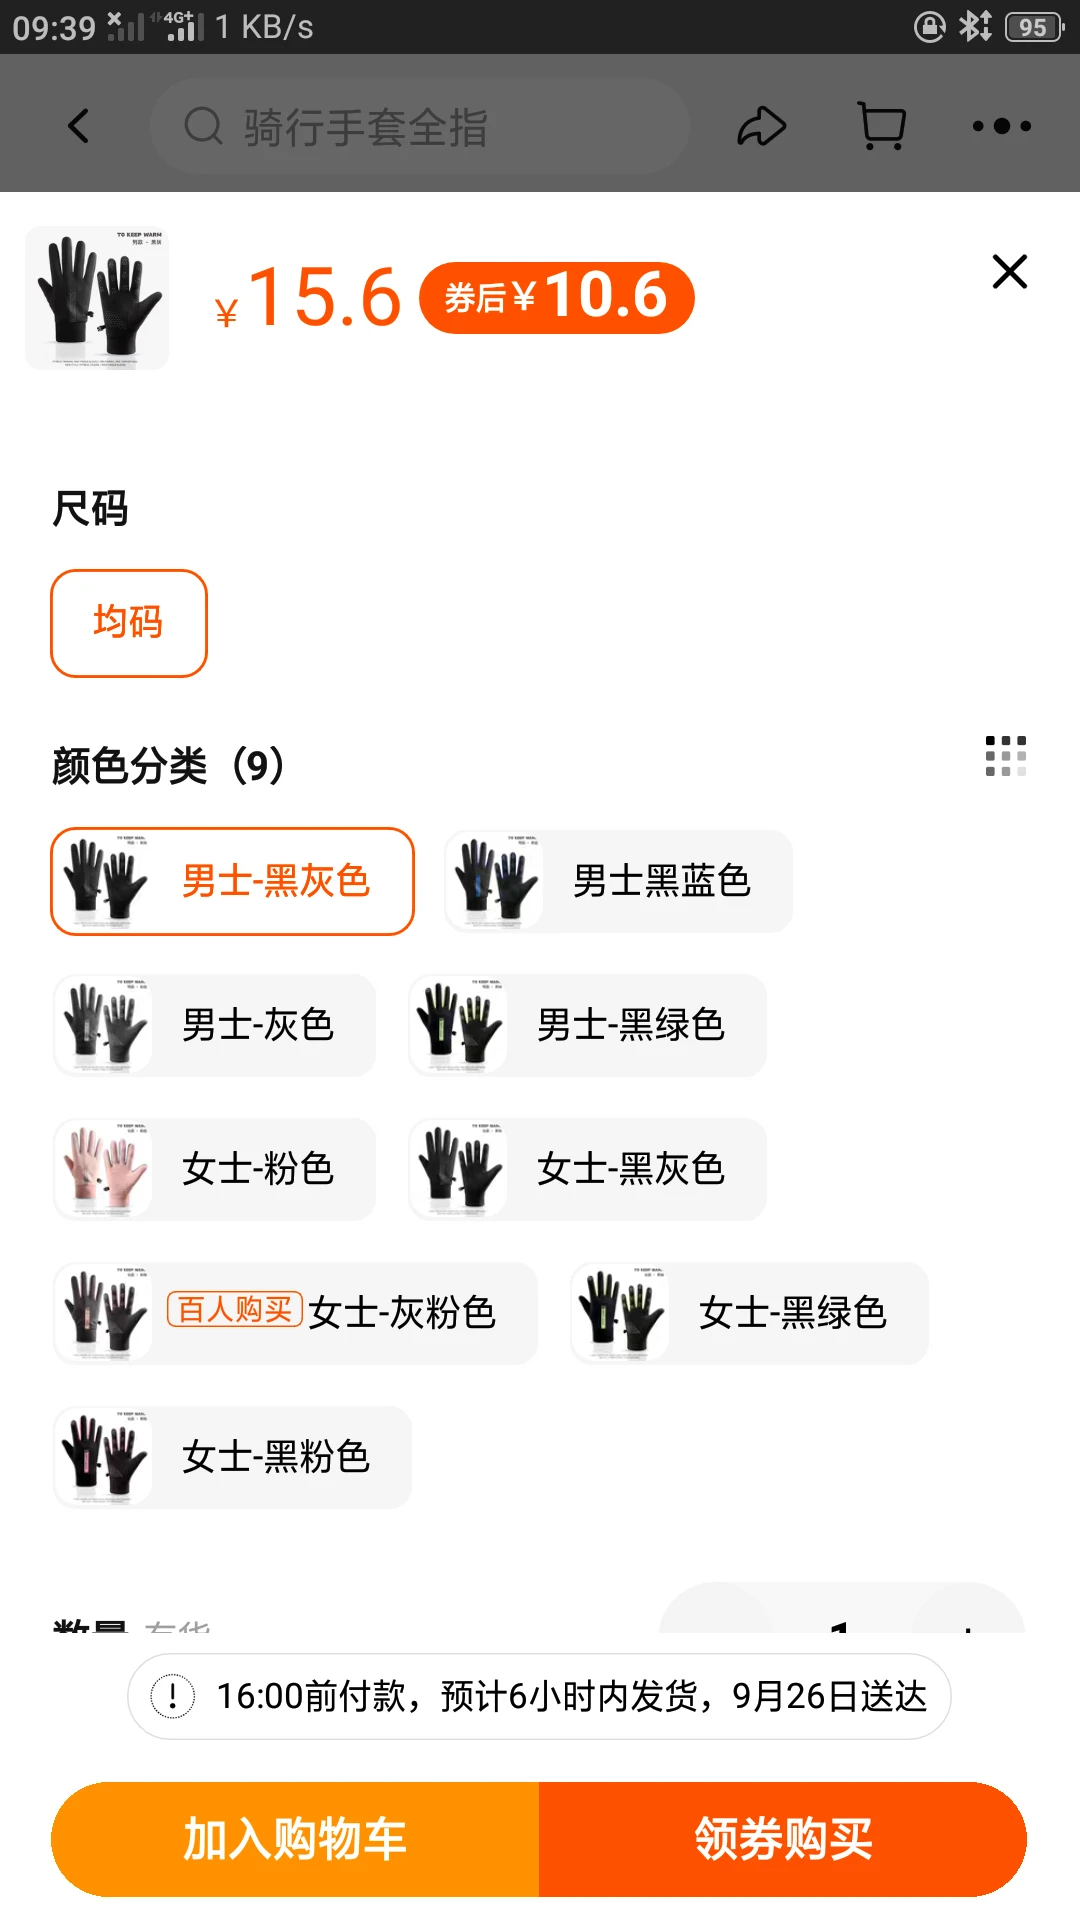 09:39 4G+ 1 KB/s 95
骑行手套全指
TO KEEP WARM
¥15.6 券后¥10.6
尺码
均码
颜色分类（9）
男士-黑灰色 男士黑蓝色
男士-灰色 男士-黑绿色
女士-粉色 女士-黑灰色
百人购买 女士-灰粉色 女士-黑绿色
女士-黑粉色
数量 有货 1 +
16:00前付款，预计6小时内发货，9月26日送达
加入购物车 领券购买